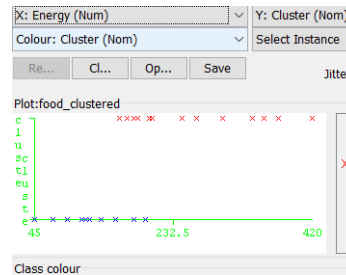 X: Energy (Num) Y: Cluster (Nom)
Colour: Cluster (Nom) Select Instance
Re... Cl... Op... Save
Jitte
Plot:food_clustered
45 232.5 420
Class colour